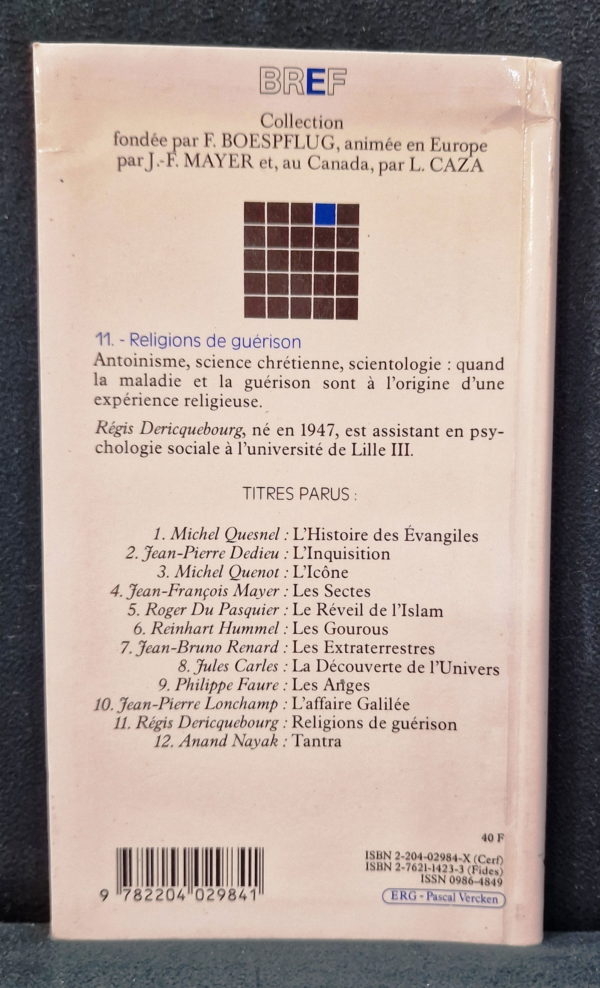 BREF
Collection
fondée par F. BOESPFLUG, animée en Europe
par J.-F. MAYER et, au Canada, par L. CAZA
11. - Religions de guérison
Antoinisme, science chrétienne, scientologie : quand
la maladie et la guérison sont à l'origine d'une
expérience religieuse.
Régis Dericquebourg, né en 1947, est assistant en psy-
chologie sociale à l'université de Lille III.
TITRES PARUS :
1. Michel Quesnel : L'Histoire des Évangiles
2. Jean-Pierre Dedieu : L'Inquisition
3. Michel Quenot : L'Icône
4. Jean-François Mayer : Les Sectes
5. Roger Du Pasquier : Le Réveil de l'Islam
6. Reinhart Hummel : Les Gourous
7. Jean-Bruno Renard : Les Extraterrestres
8. Jules Carles : La Découverte de l'Univers
9. Philippe Faure : Les Anges
10. Jean-Pierre Lonchamp : L'affaire Galilée
11. Régis Dericquebourg : Religions de guérison
12. Anand Nayak : Tantra
40 F
ISBN 2-204-02984-X (Cerf)
ISBN 2-7621-1423-3 (Fides)
ISSN 0986-4849
ERG - Pascal Vercken
9 782204 029841